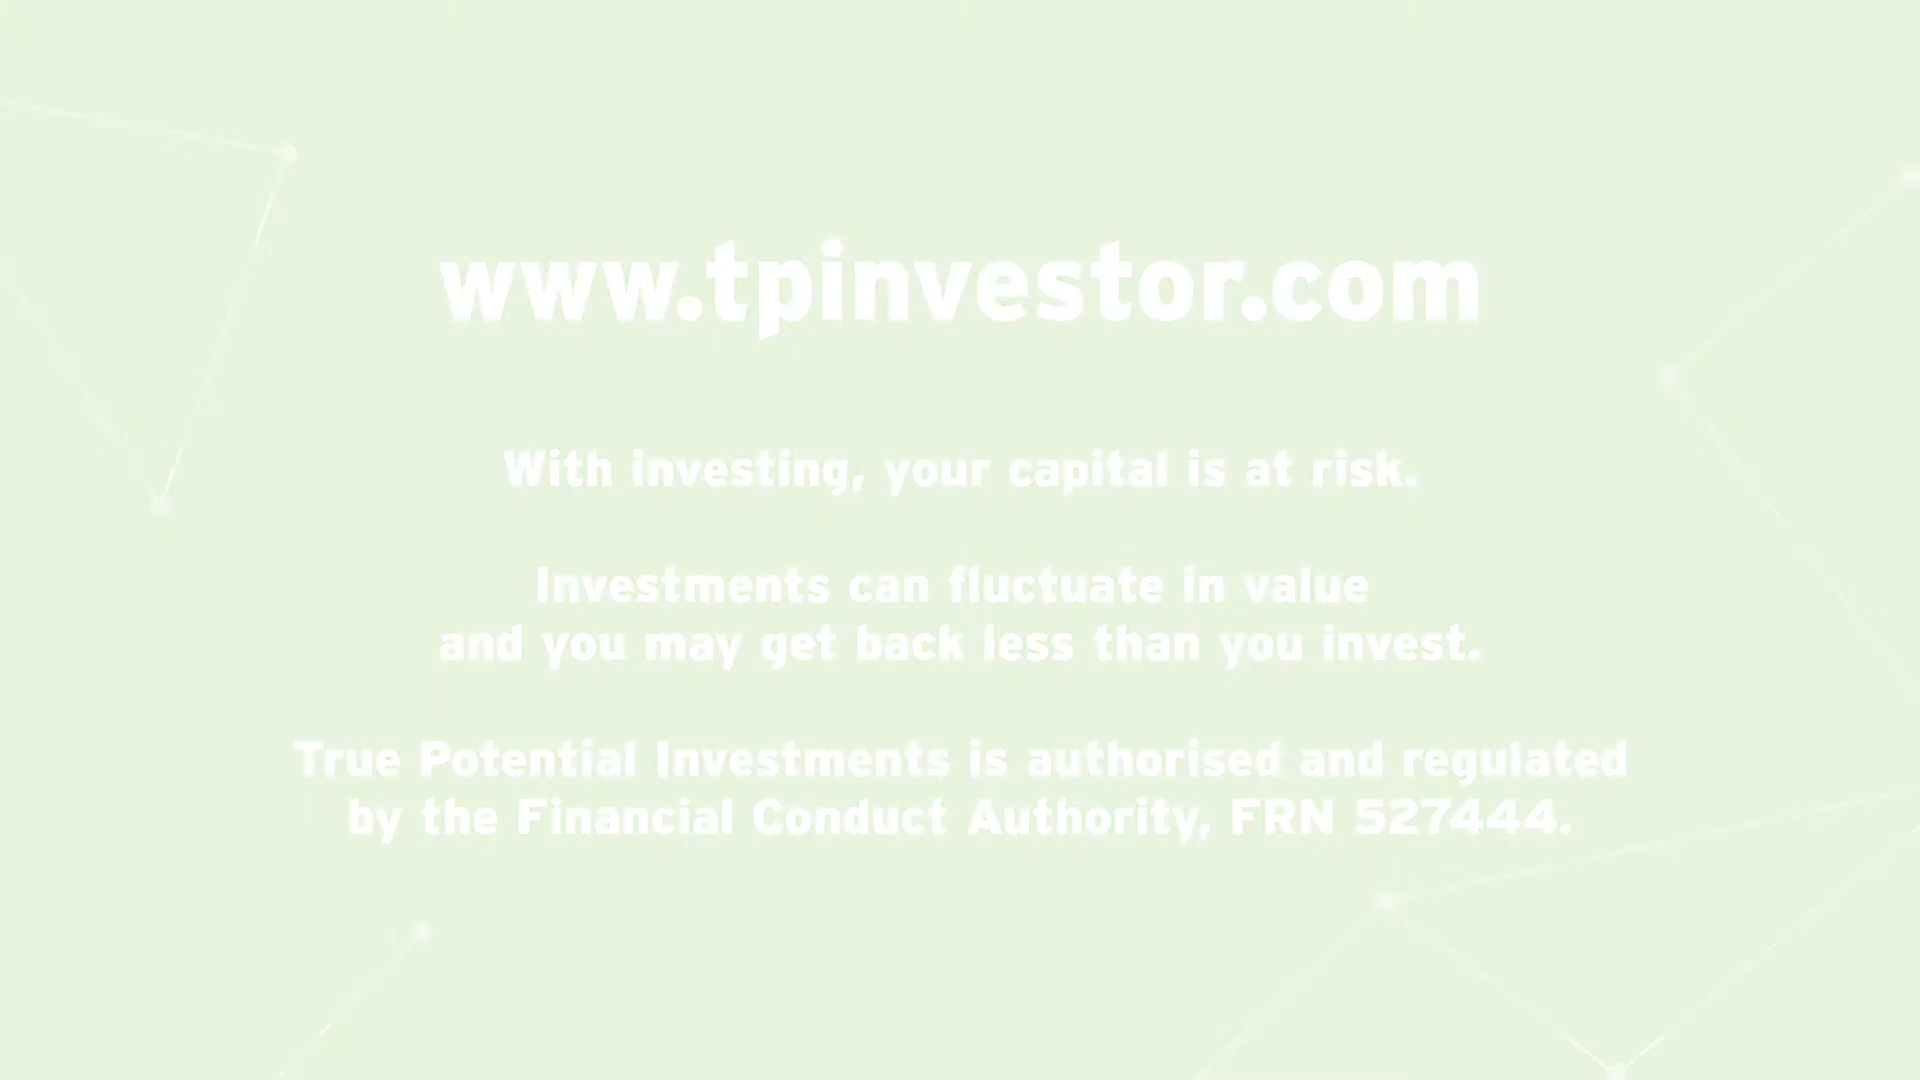 www.tpinvestor.com
With investing, your capital is at risk.
Investments can fluctuate in value
and you may get back less than you invest.
True Potential Investments is authorised and regulated
by the Financial Conduct Authority, FRN 527444.